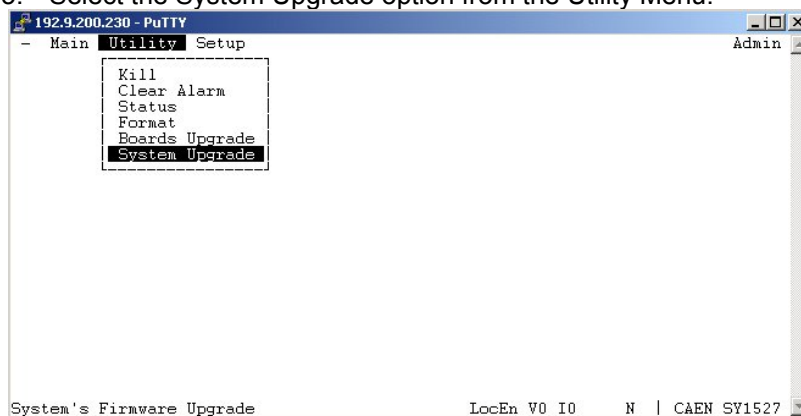 Select the System Upgrade option from the Utility Menu.
192.9.200.230 - PuTTY
- Main Utility Setup Admin
Kill
Clear Alarm
Status
Format
Boards Upgrade
System Upgrade
System's Firmware Upgrade LocEn V0 I0 N | CAEN SY1527